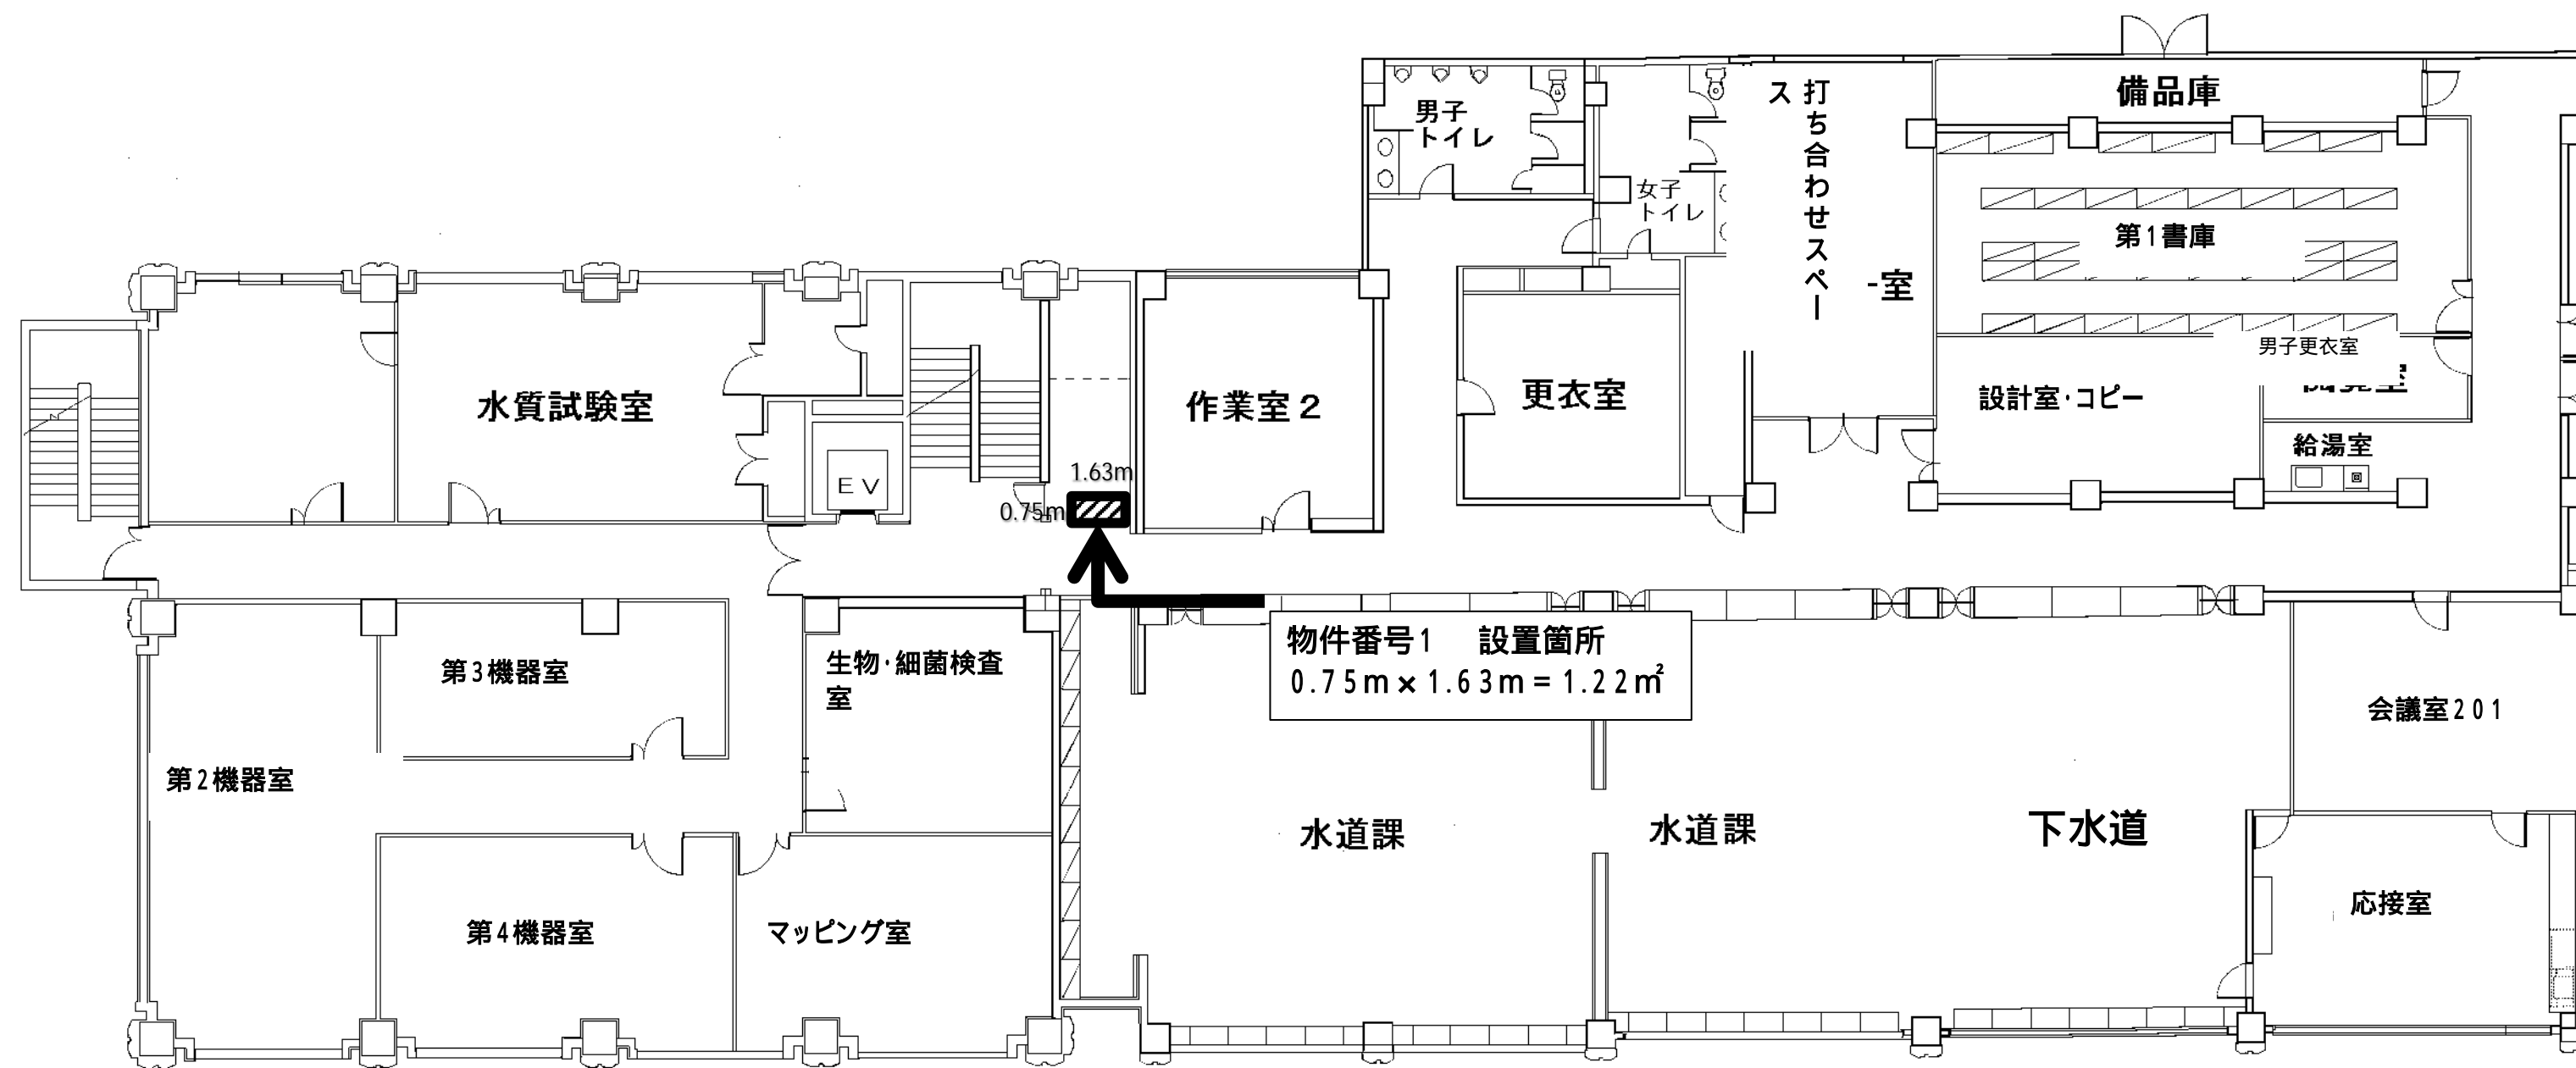 備品庫
男子
トイレ
打ち合わせスペー
ス
女子
トイレ
第1書庫
-室
男子更衣室
水質試験室
作業室２
更衣室
設計室・コピー
給湯室
1.63m
ＥＶ
0.75m
物件番号1　設置箇所
0.75ｍ×1.63ｍ＝1.22㎡
第3機器室
生物・細菌検査
室
会議室201
第2機器室
水道課
水道課
下水道
応接室
第4機器室
マッピング室